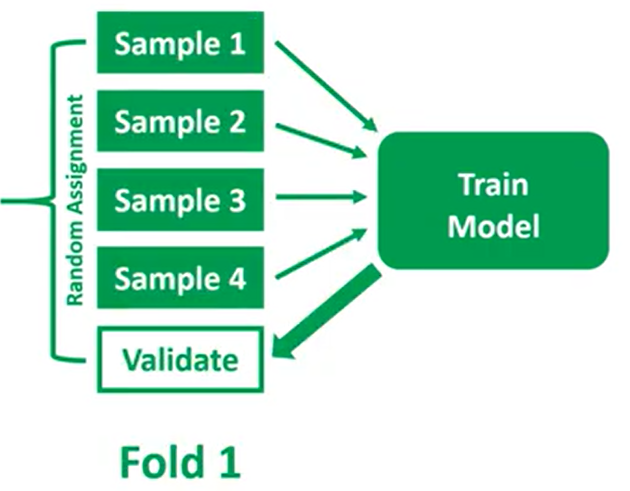 Random Assignment
Sample 1
Sample 2
Sample 3
Sample 4
Validate
Train
Model
Fold 1